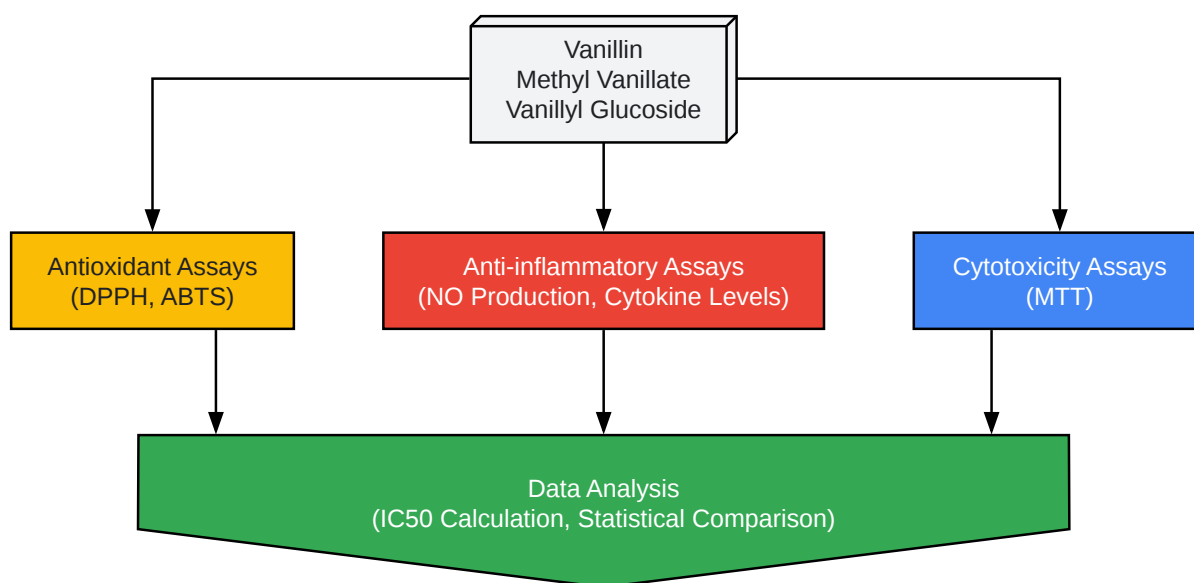 Vanillin
Methyl Vanillate
Vanillyl Glucoside
Antioxidant Assays
(DPPH, ABTS)
Anti-inflammatory Assays
(NO Production, Cytokine Levels)
Cytotoxicity Assays
(MTT)
Data Analysis
(IC50 Calculation, Statistical Comparison)